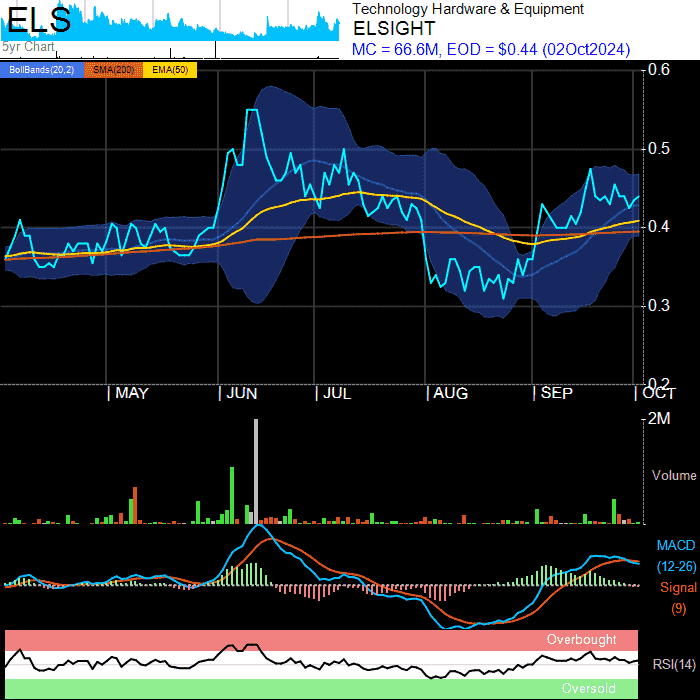 ELS
5yr Chart
Technology Hardware & Equipment
ELSIGHT
MC = 66.6M, EOD = $0.44 (02Oct2024)
BollBands(20,2) SMA(200) EMA(50)
0.6
0.5
0.4
0.3
0.2
MAY JUN JUL AUG SEP OCT
2M
Volume
MACD
(12-26)
Signal
(9)
Overbought
RSI(14)
Oversold